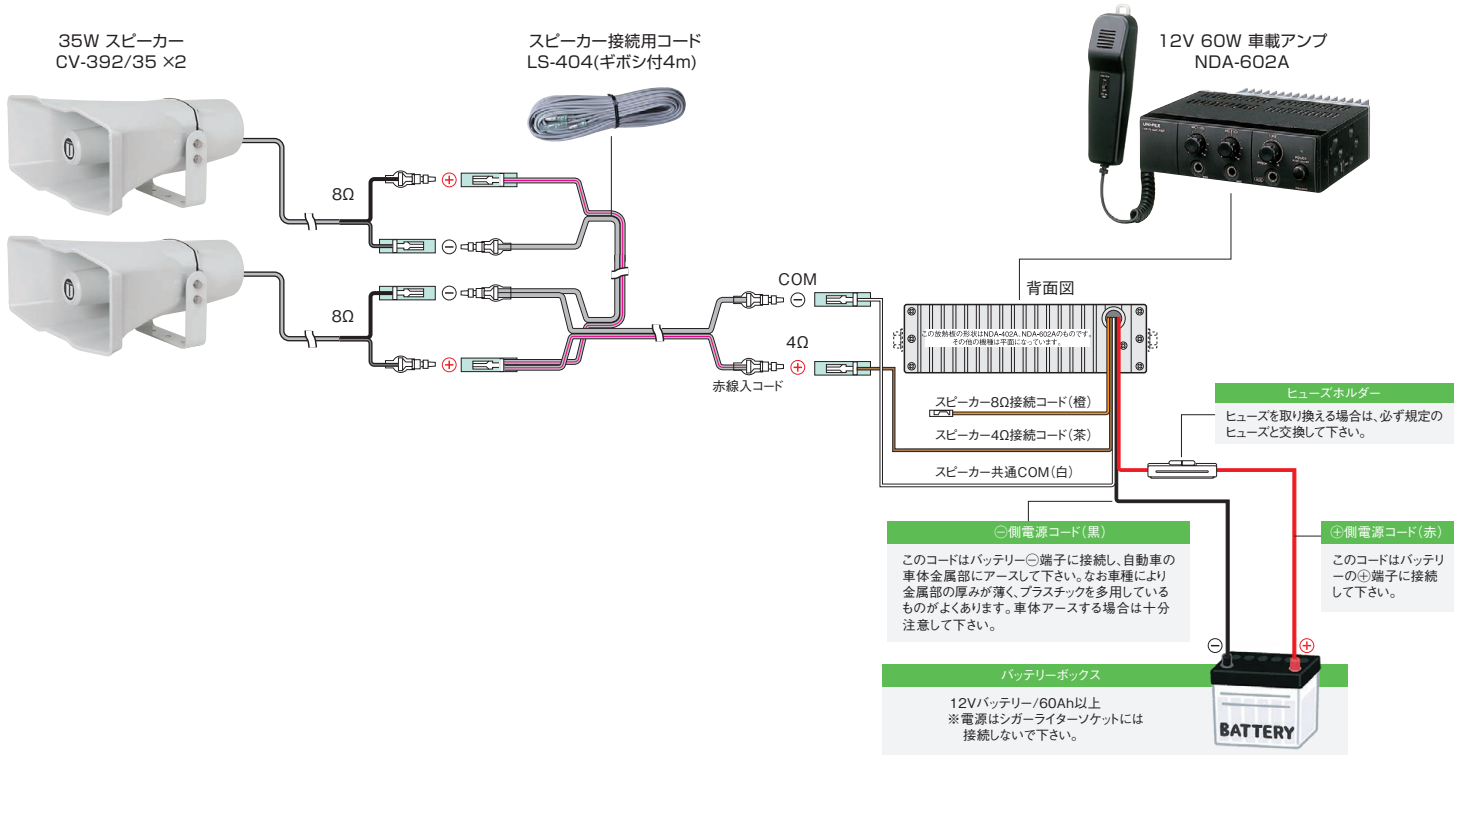 35W スピーカー
CV-392/35 ×2
スピーカー接続用コード
LS-404(ギボシ付4m)
12V 60W 車載アンプ
NDA-602A
UNI-PEX
8Ω
⊕
⊖
8Ω
⊖
⊕
COM
⊖
4Ω
⊕
赤線入コード
背面図
この放熱板の形状はNDA-402A、NDA-602Aのものです。
その他の機種は平面になっています。
スピーカー8Ω接続コード(橙)
スピーカー4Ω接続コード(茶)
スピーカー共通COM(白)
ヒューズホルダー
ヒューズを取り換える場合は、必ず規定の
ヒューズと交換して下さい。
⊖側電源コード(黒)
このコードはバッテリー⊖端子に接続し、自動車の
車体金属部にアースして下さい。なお車種により
金属部の厚みが薄く、プラスチックを多用している
ものがよくあります。車体アースする場合は十分
注意して下さい。
⊕側電源コード(赤)
このコードはバッテリ
ーの⊕端子に接続
して下さい。
⊖
⊕
バッテリーボックス
12Vバッテリー/60Ah以上
※電源はシガーライターソケットには
接続しないで下さい。
BATTERY